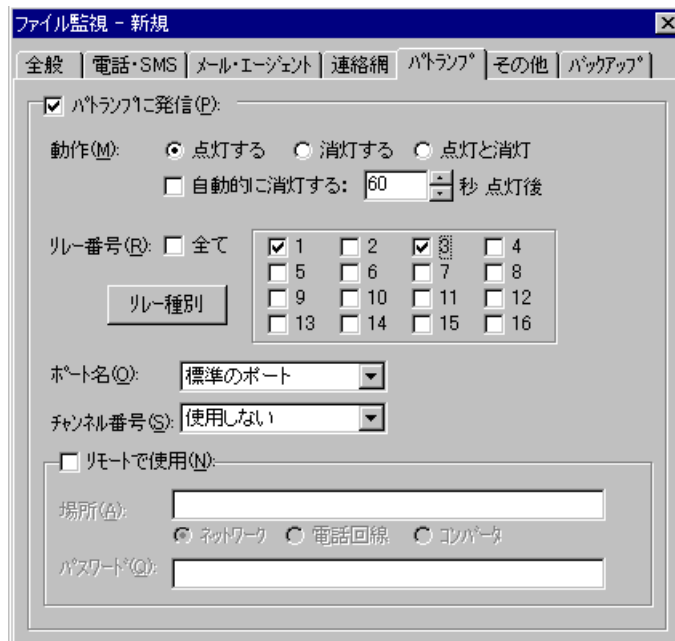 ファイル監視 - 新規
全般 電話・SMS メール・エージェント 連絡網 パトランプ その他 バックアップ
パトランプに発信(P):
動作(M): 点灯する 消灯する 点灯と消灯
自動的に消灯する: 60 秒 点灯後
リレー番号(R): 全て 1 2 3 4
5 6 7 8
リレー種別 9 10 11 12
13 14 15 16
ポート名(O): 標準のポート
チャンネル番号(S): 使用しない
リモートで使用(N):
場所(A):
ネットワーク 電話回線 コンバータ
パスワード(Q):